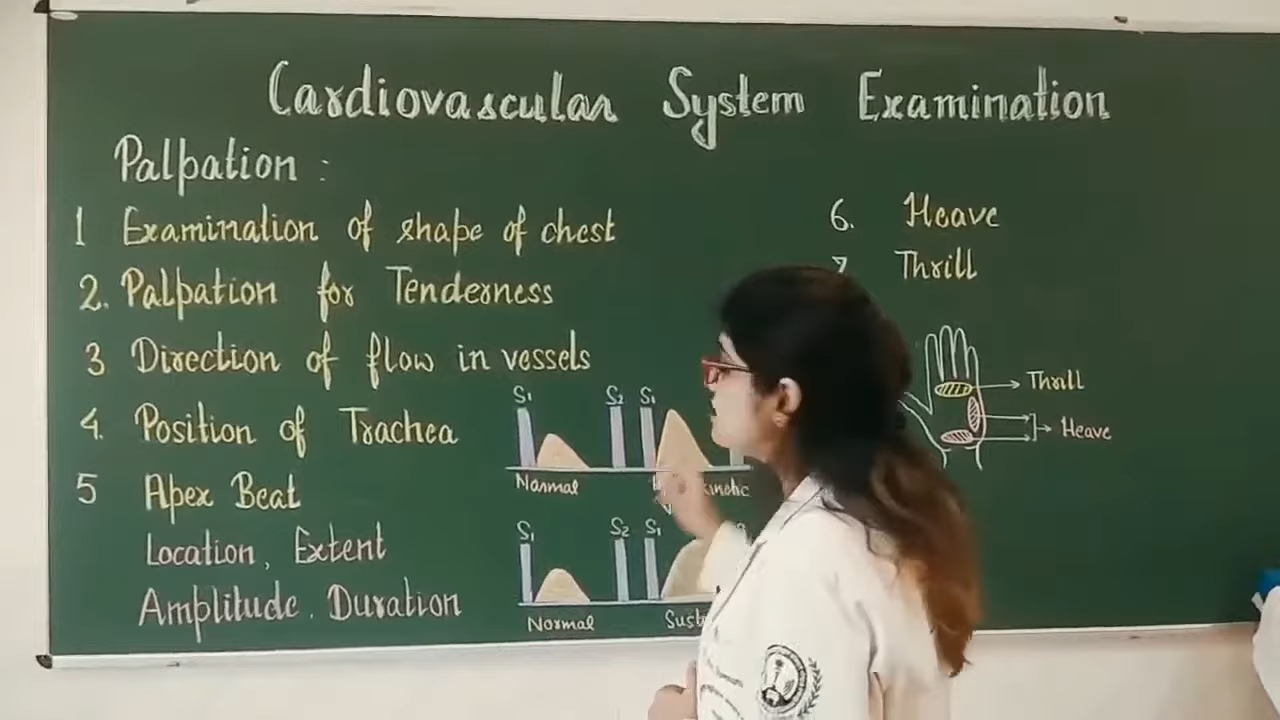 Cardiovascular System Examination
Palpation :
1 Examination of shape of chest
2. Palpation for Tenderness
3 Direction of flow in vessels
4. Position of Trachea
5 Apex Beat
Location, Extent
Amplitude. Duration
S1 S2 S1
Normal
S1 S2 S1
Normal
6. Heave
7 Thrill
Thrill
Heave